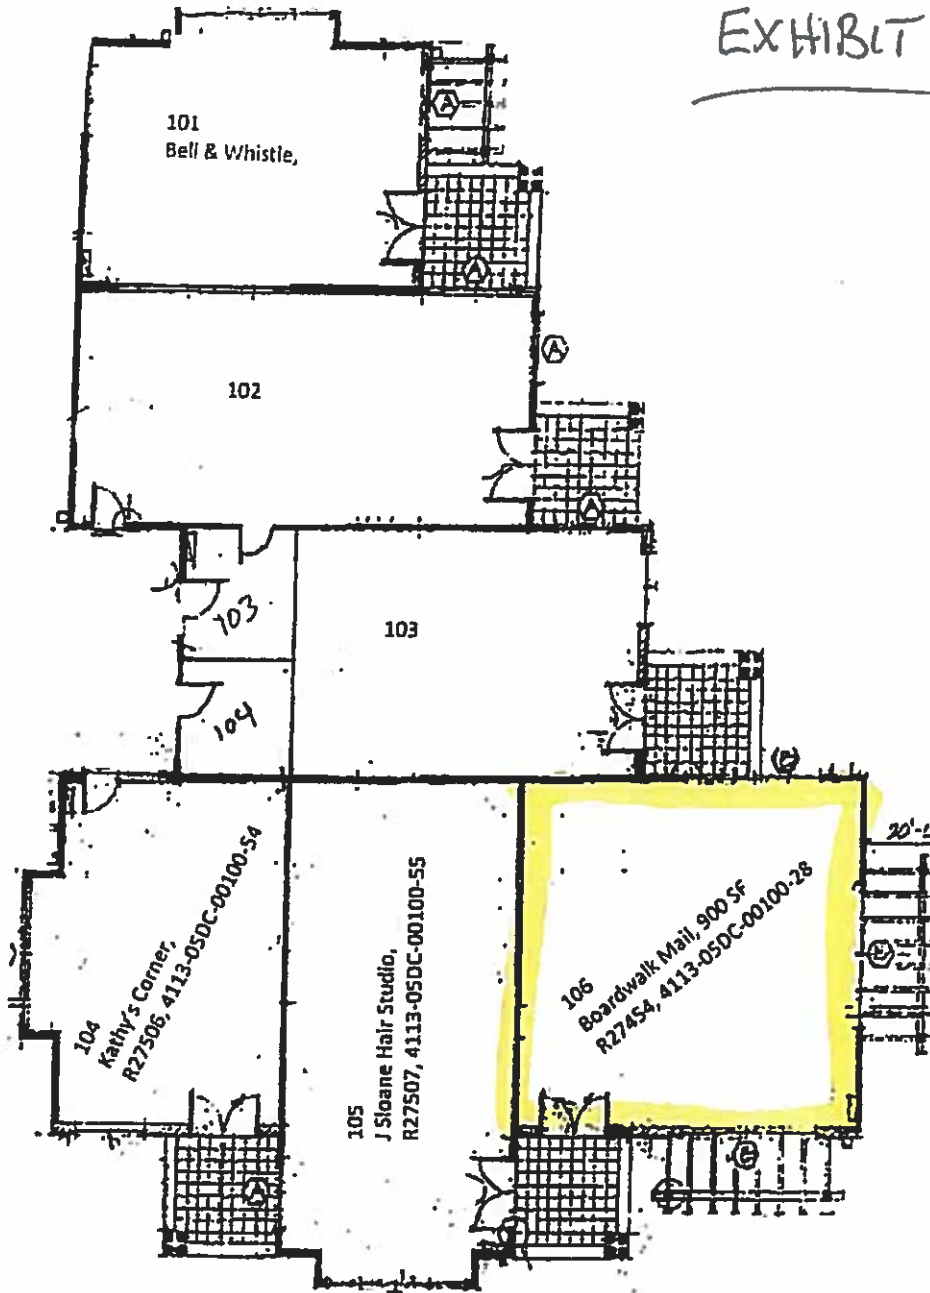 EXHIBIT
101
Bell & Whistle,
A
A
102
A
A
103
103
104
104
Kathy's Corner,
R27506, 4113-05DC-00100-54
A
105
J Sloane Hair Studio,
R27507, 4113-05DC-00100-55
106
Boardwalk Mail, 900 SF
R27454, 4113-05DC-00100-28